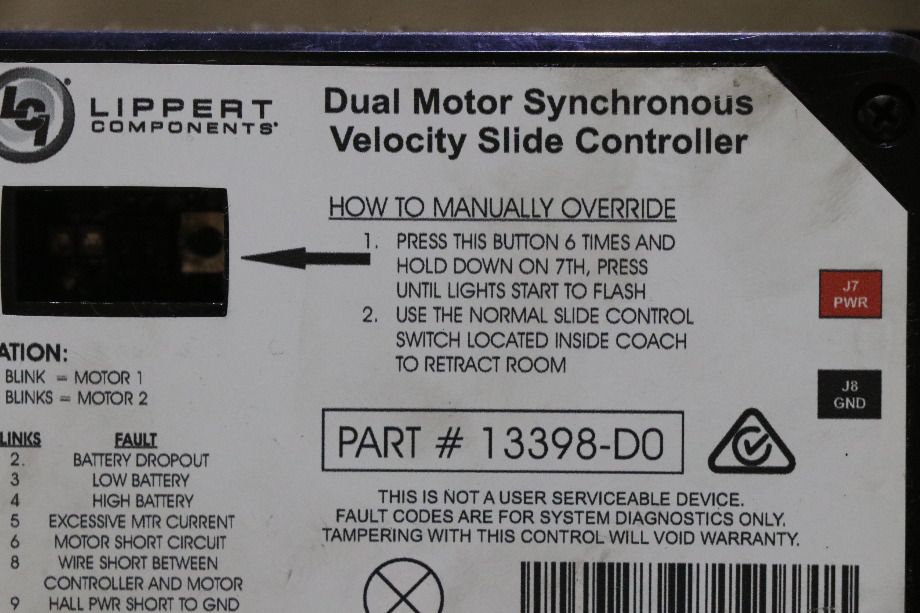 LCI
LIPPERT
COMPONENTS
Dual Motor Synchronous
Velocity Slide Controller
HOW TO MANUALLY OVERRIDE
1. PRESS THIS BUTTON 6 TIMES AND
HOLD DOWN ON 7TH, PRESS
UNTIL LIGHTS START TO FLASH
2. USE THE NORMAL SLIDE CONTROL
SWITCH LOCATED INSIDE COACH
TO RETRACT ROOM
J7
PWR
J8
GND
ATION:
BLINK = MOTOR 1
BLINKS = MOTOR 2
LINKS FAULT
2. BATTERY DROPOUT
3 LOW BATTERY
4 HIGH BATTERY
5 EXCESSIVE MTR CURRENT
6 MOTOR SHORT CIRCUIT
8 WIRE SHORT BETWEEN
CONTROLLER AND MOTOR
9 HALL PWR SHORT TO GND
PART # 13398-D0
THIS IS NOT A USER SERVICEABLE DEVICE.
FAULT CODES ARE FOR SYSTEM DIAGNOSTICS ONLY.
TAMPERING WITH THIS CONTROL WILL VOID WARRANTY.